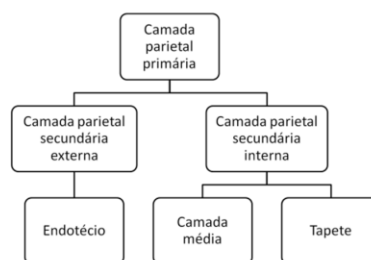 Camada
parietal
primária
Camada parietal
secundária
externa
Camada parietal
secundária
interna
Endotécio
Camada
média
Tapete